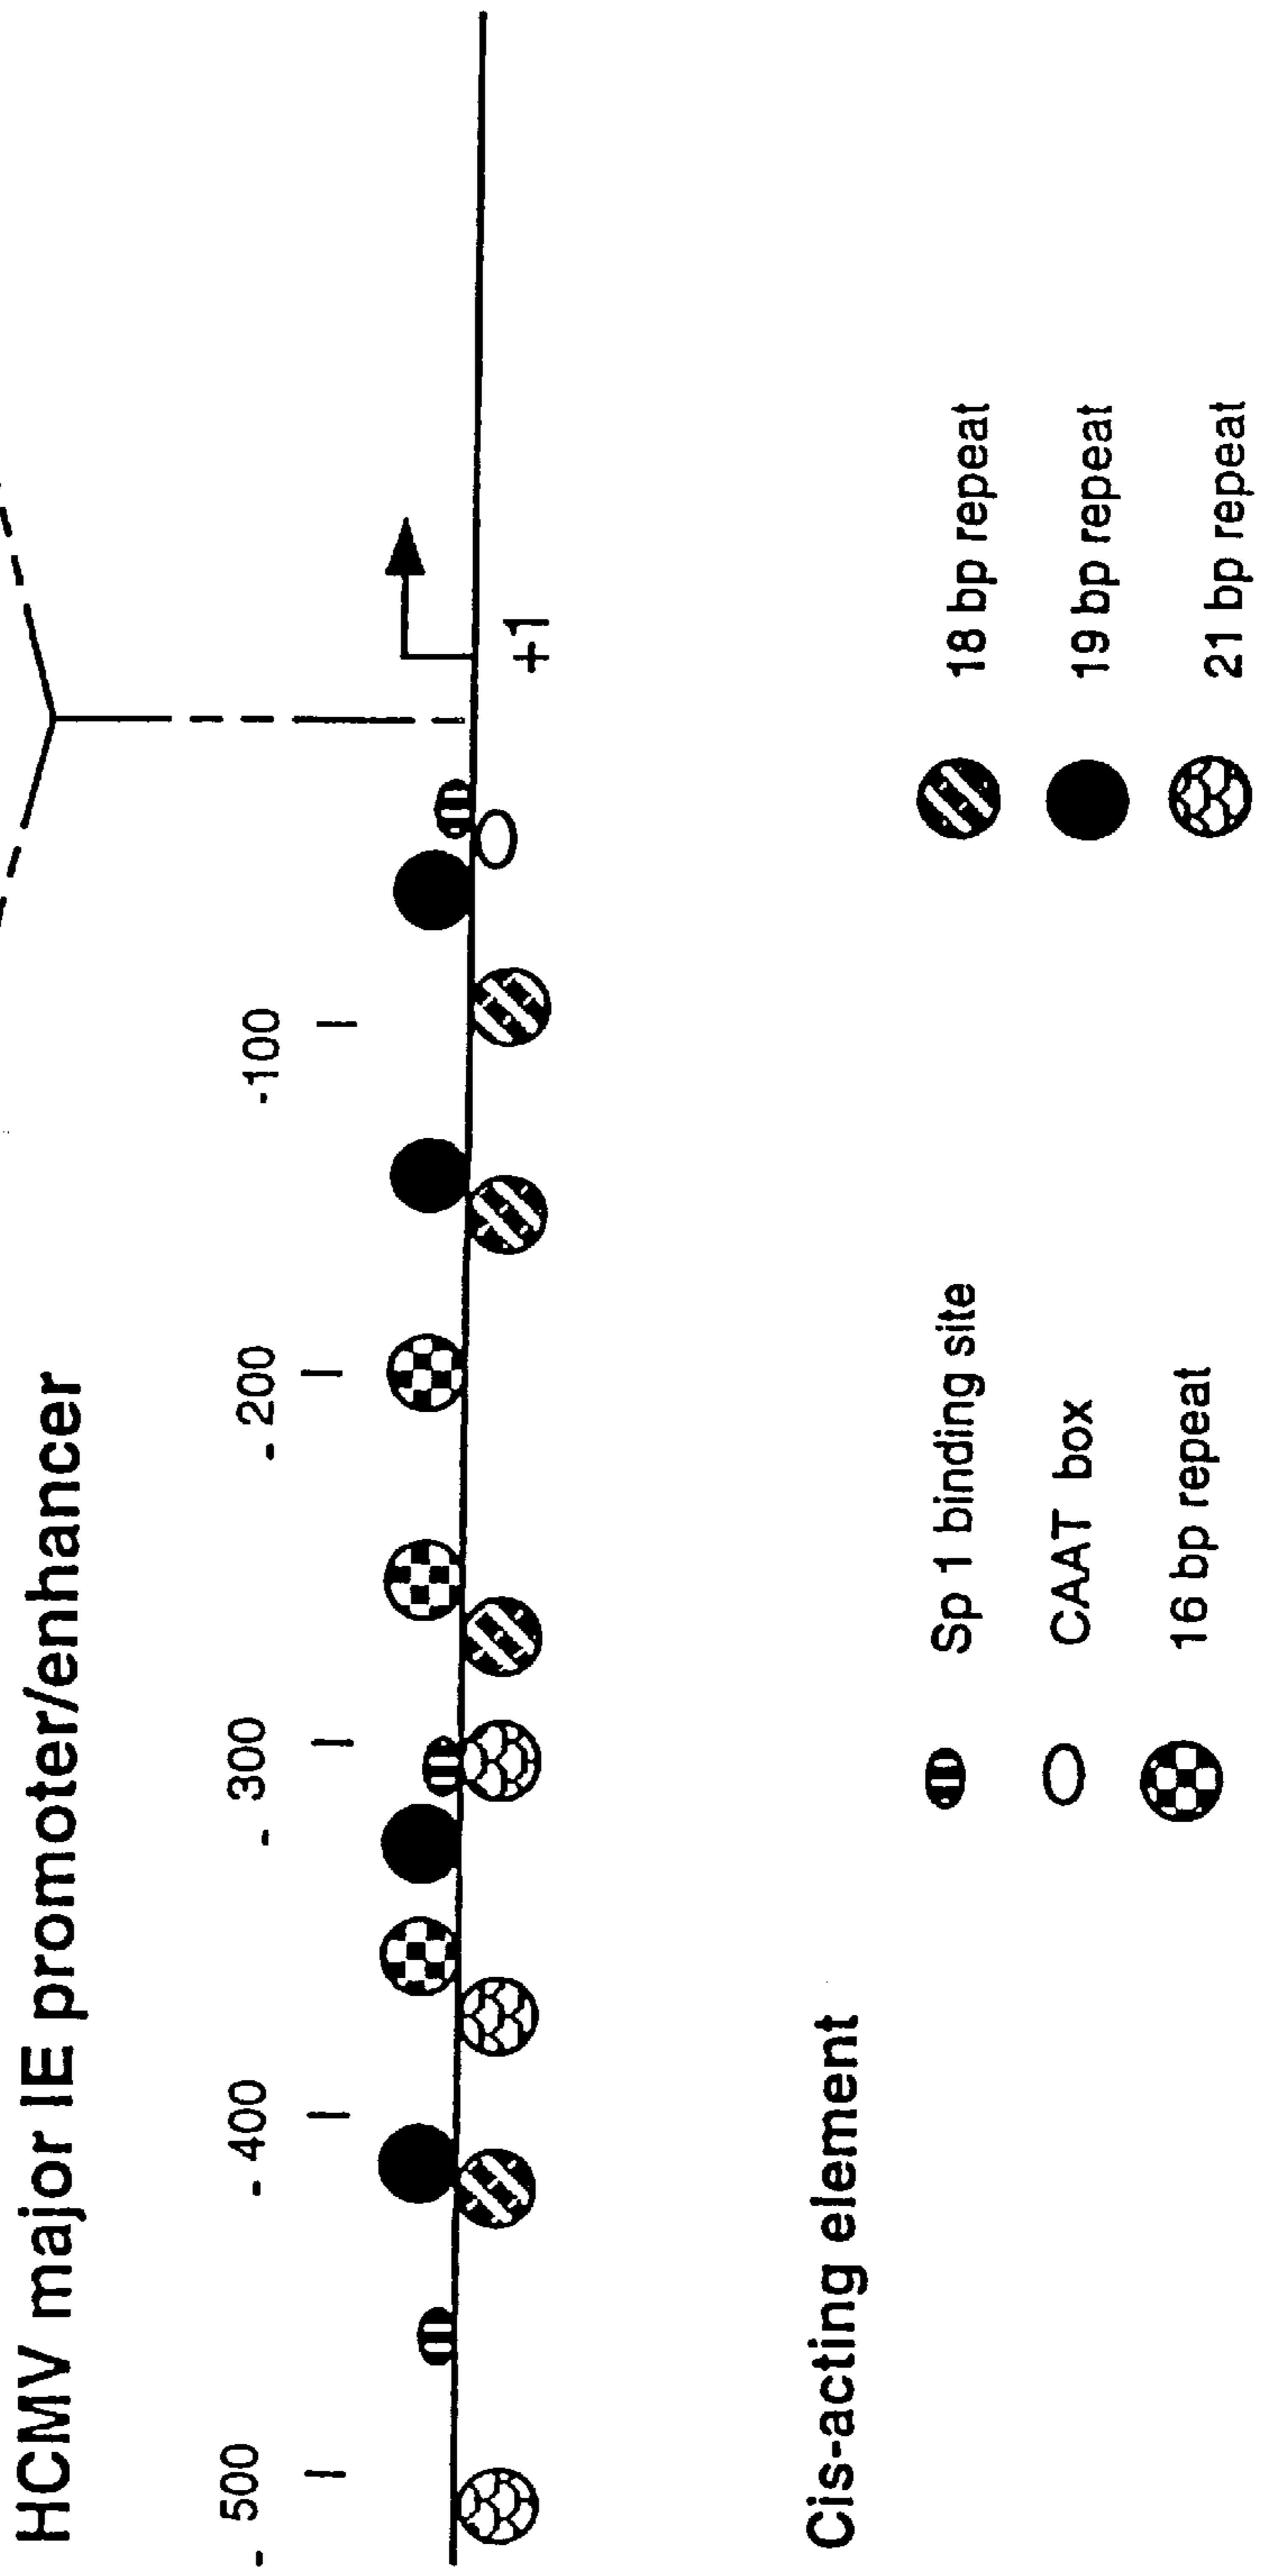 HCMV major IE promoter/enhancer
- 500 - 400 - 300 - 200 -100
+1
Cis-acting element
Sp 1 binding site 18 bp repeat
CAAT box 19 bp repeat
16 bp repeat 21 bp repeat